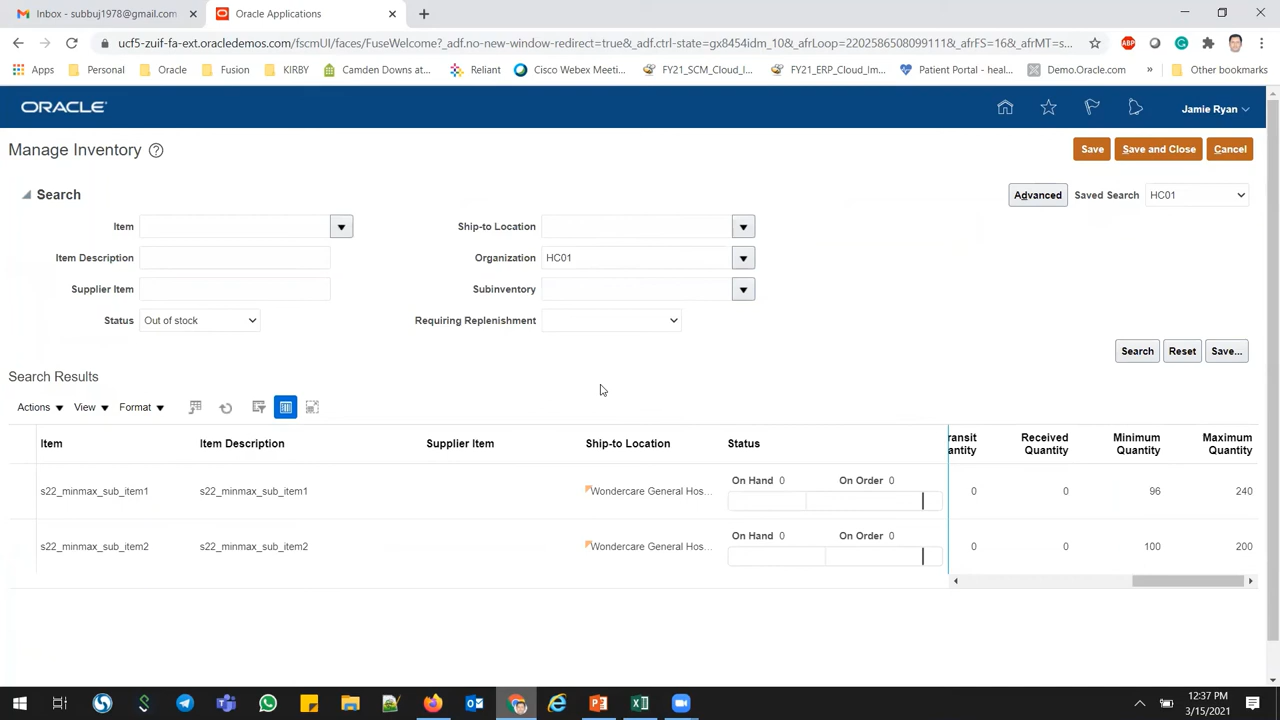 Inbox - subbuj1978@gmail.com
Oracle Applications
ucf5-zuif-fa-ext.oracledemos.com/fscmUI/faces/FuseWelcome?_adf.no-new-window-redirect=true&_adf.ctrl-state=gx8454idm_10&_afrLoop=22025865080991111&_afrFS=16&_afrMT=s...
Apps Personal Oracle Fusion KIRBY Camden Downs at... Reliant Cisco Webex Meeti... FY21_SCM_Cloud_I... FY21_ERP_Cloud_Im... Patient Portal - heal... Demo.Oracle.com » Other bookmarks
ORACLE
Jamie Ryan
Manage Inventory ?
Save Save and Close Cancel
Search
Advanced Saved Search HC01
Item Ship-to Location
Item Description Organization HC01
Supplier Item Subinventory
Status Out of stock Requiring Replenishment
Search Reset Save...
Search Results
Actions View Format
Item Item Description Supplier Item Ship-to Location Status ransit antity Received Quantity Minimum Quantity Maximum Quantity
On Hand 0 On Order 0
s22_minmax_sub_item1 s22_minmax_sub_item1 Wondercare General Hos... 0 0 96 240
On Hand 0 On Order 0
s22_minmax_sub_item2 s22_minmax_sub_item2 Wondercare General Hos... 0 0 100 200
12:37 PM
3/15/2021